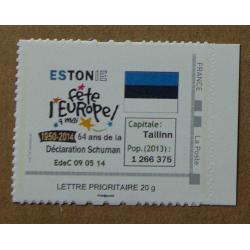 ESTONIE
fête
l'EUROPE!
9 mai
1950-2014 64 ans de la
Déclaration Schuman
EdeC 09 05 14
Capitale:
Tallinn
Pop. (2013) :
1 266 375
LETTRE PRIORITAIRE 20 g
FRANCE
La Poste